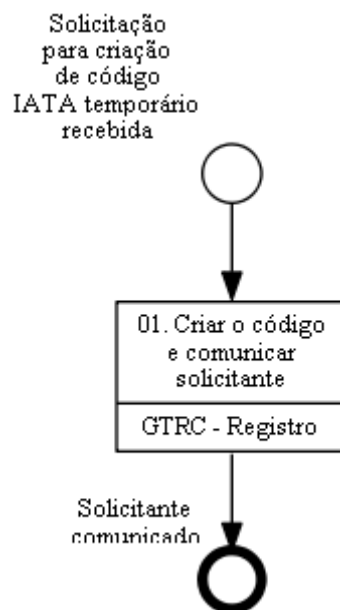 Solicitação
para criação
de código
IATA temporário
recebida
01. Criar o código
e comunicar
solicitante
GTRC - Registro
Solicitante
comunicado